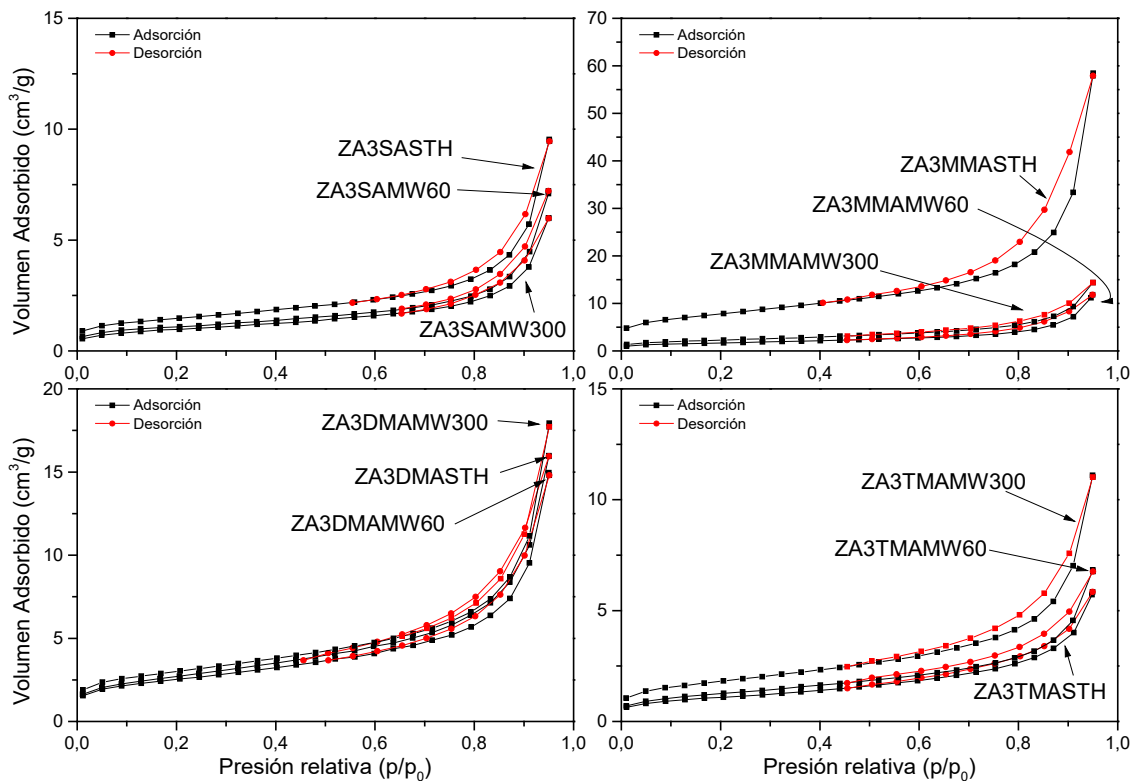 Volumen Adsorbido (cm³/g)
15
10
5
0
Adsorción
Desorción
ZA3SASTH
ZA3SAMW60
ZA3SAMW300
0,0 0,2 0,4 0,6 0,8 1,0
70
60
50
40
30
20
10
0
Adsorción
Desorción
ZA3MMASTH
ZA3MMAMW60
ZA3MMAMW300
0,0 0,2 0,4 0,6 0,8 1,0
Volumen Adsorbido (cm³/g)
20
15
10
5
0
Adsorción
Desorción
ZA3DMAMW300
ZA3DMASTH
ZA3DMAMW60
0,0 0,2 0,4 0,6 0,8 1,0
Presión relativa (p/p₀)
15
10
5
0
Adsorción
Desorción
ZA3TMAMW300
ZA3TMAMW60
ZA3TMASTH
0,0 0,2 0,4 0,6 0,8 1,0
Presión relativa (p/p₀)